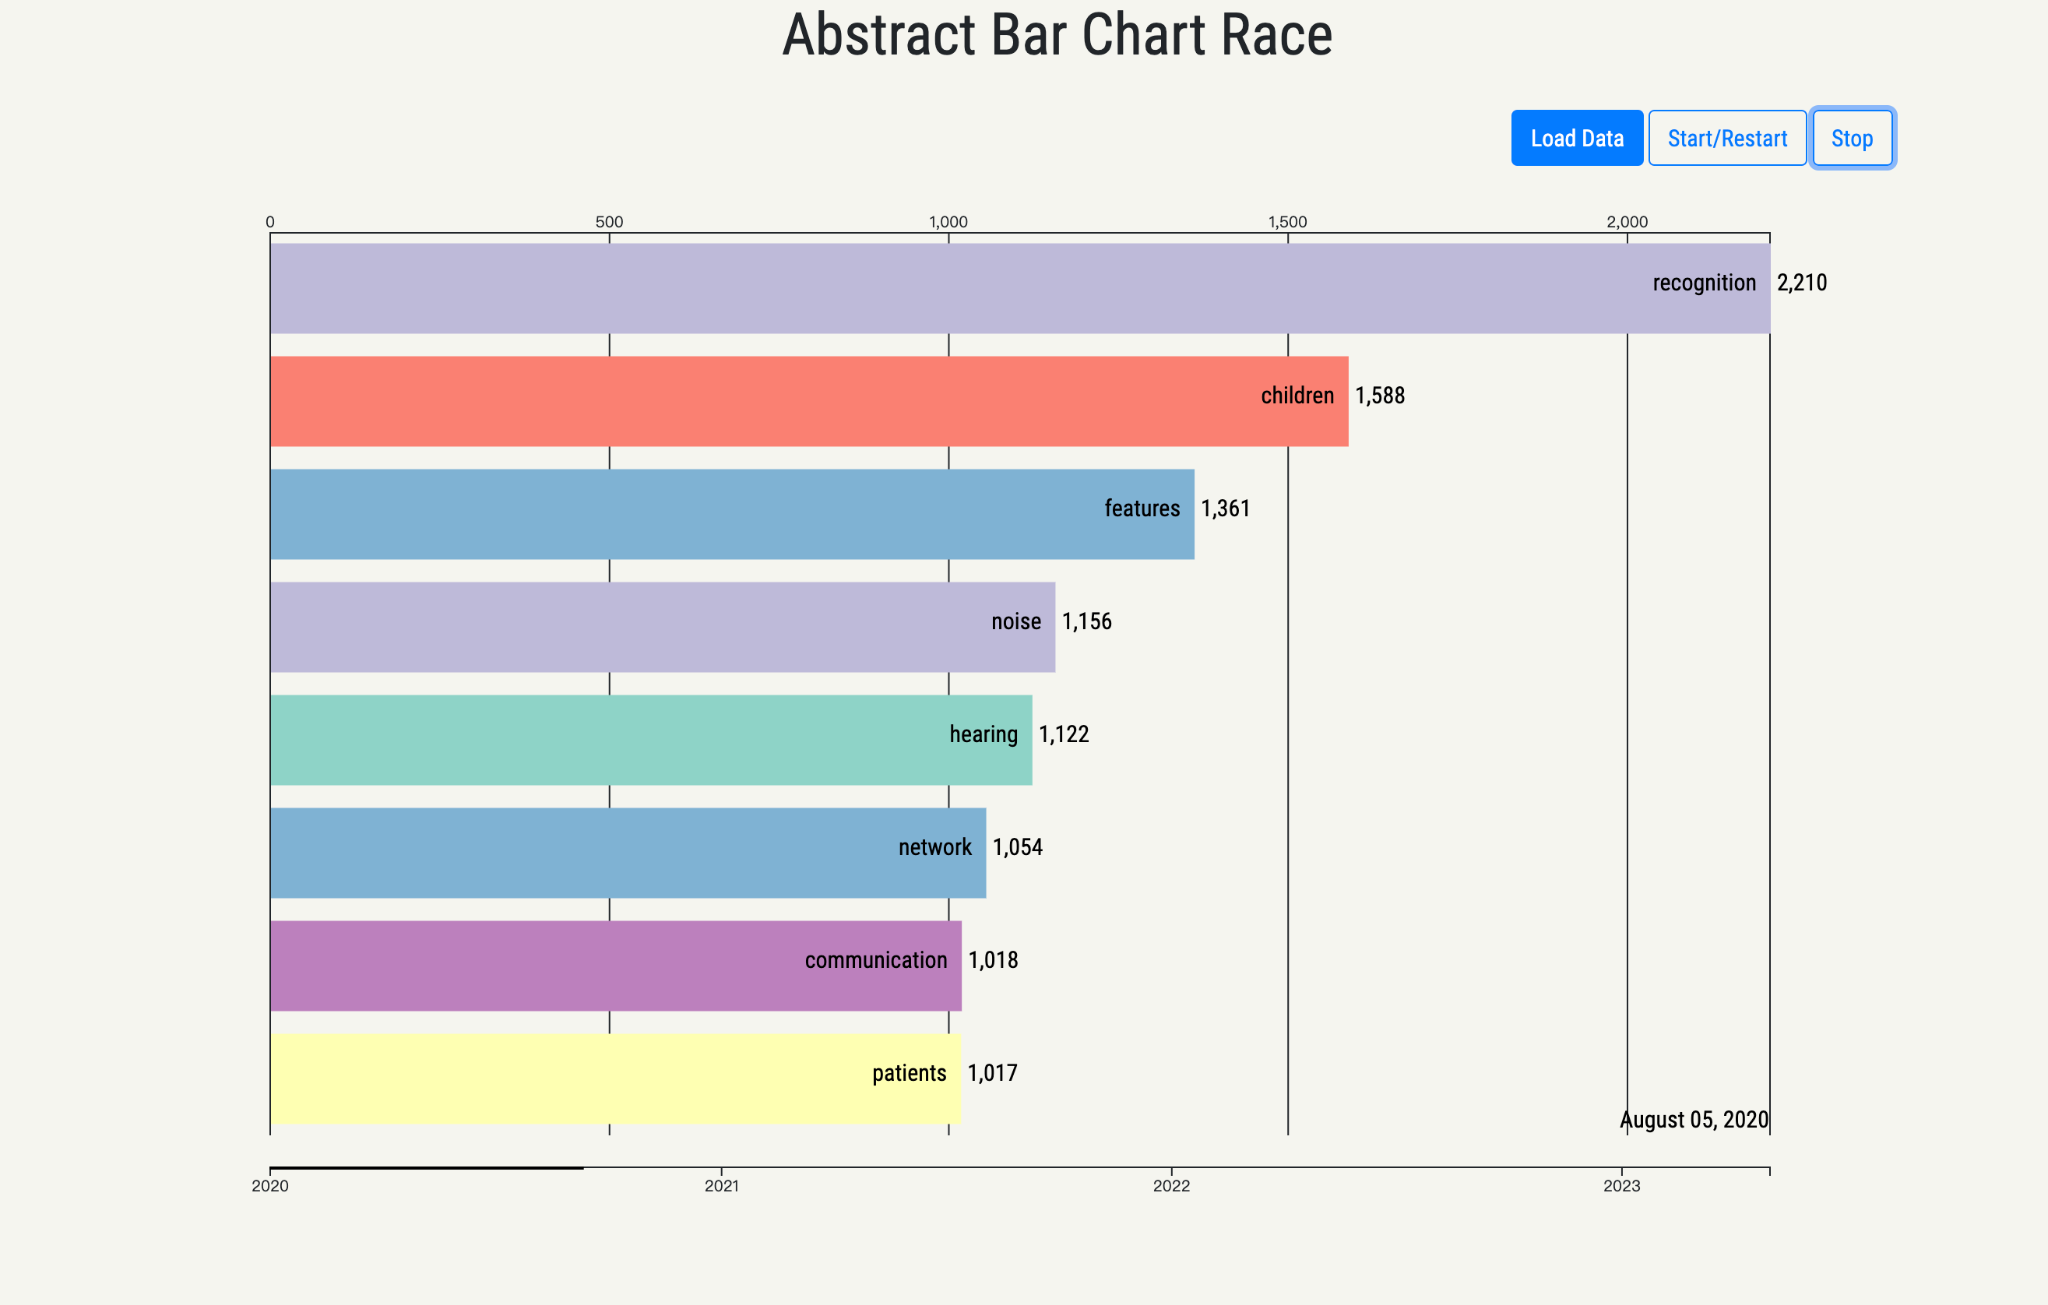 Abstract Bar Chart Race
Load Data Start/Restart Stop
0 500 1,000 1,500 2,000
recognition 2,210
children 1,588
features 1,361
noise 1,156
hearing 1,122
network 1,054
communication 1,018
patients 1,017
August 05, 2020
2020 2021 2022 2023